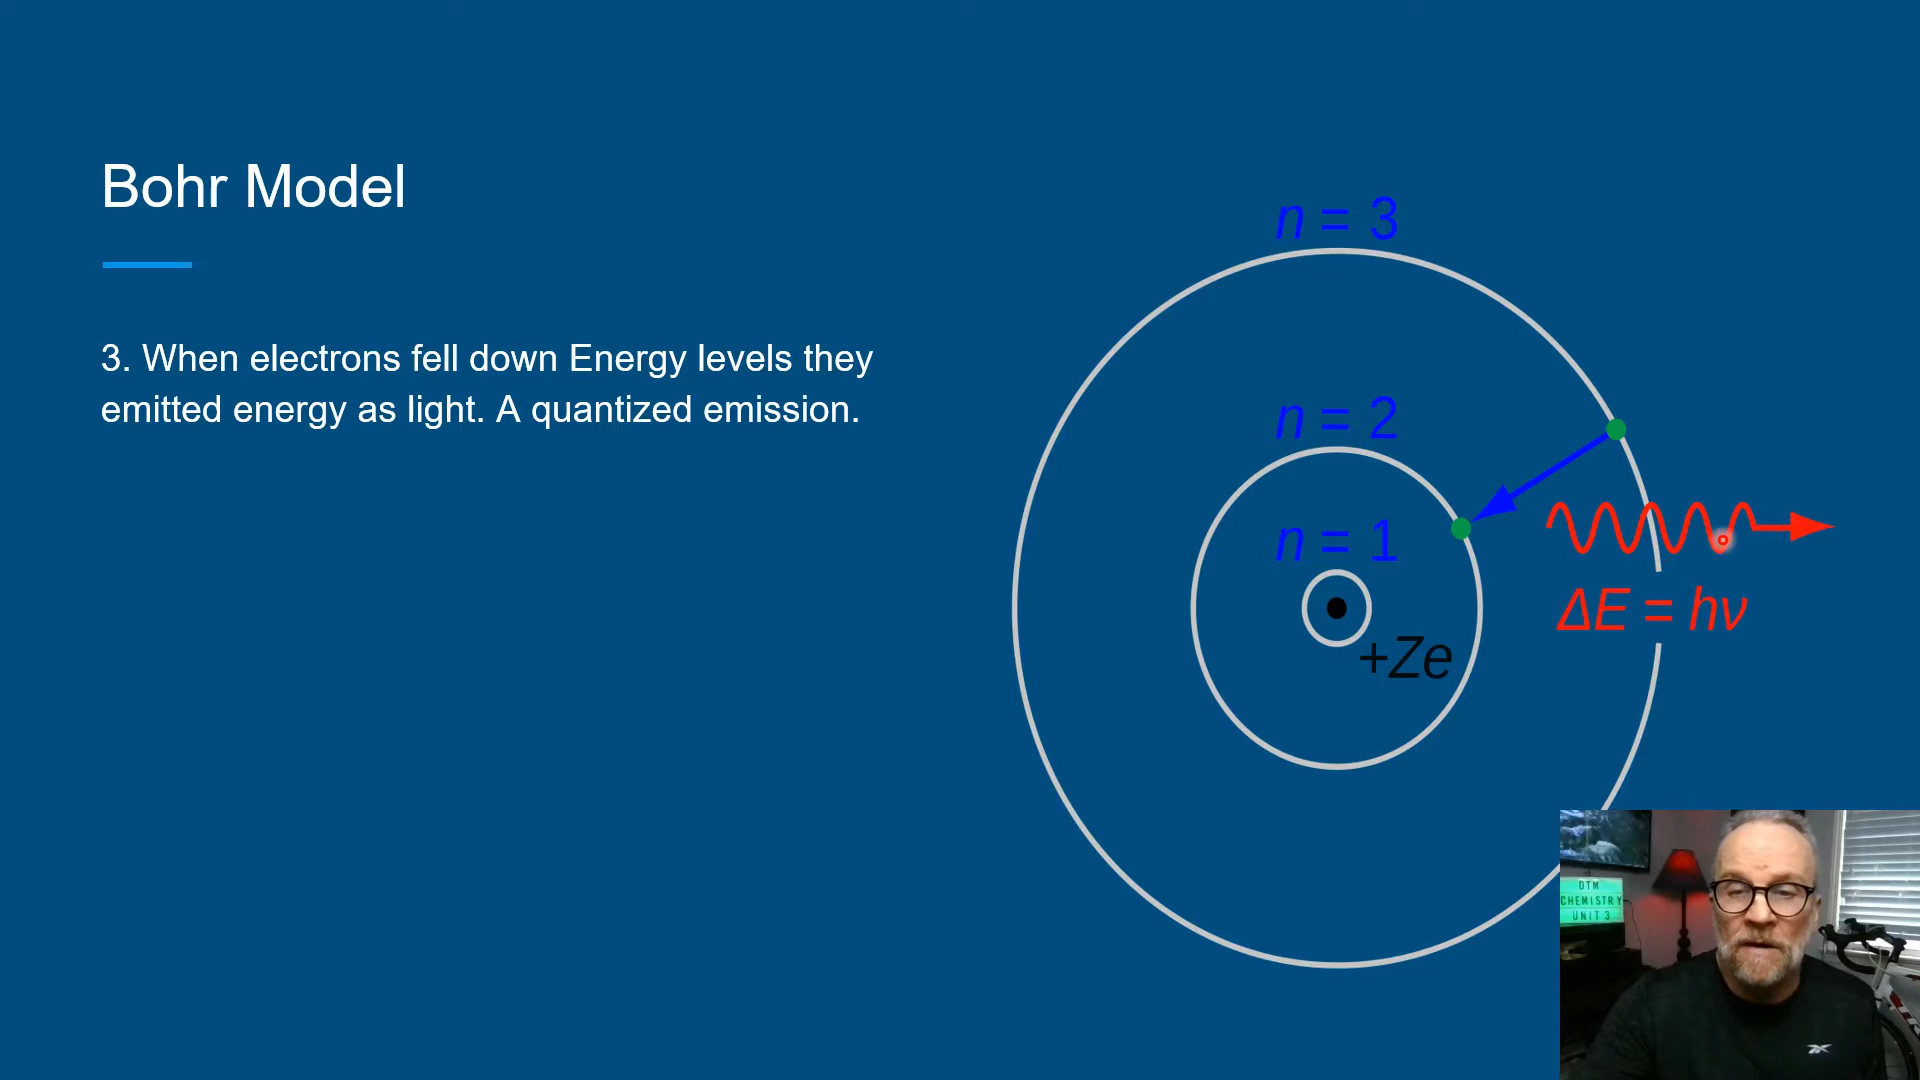 Bohr Model
3. When electrons fell down Energy levels they
emitted energy as light. A quantized emission.
n = 3
n = 2
n = 1
+Ze
ΔE = hν
DTM
CHEMISTRY
UNIT 3